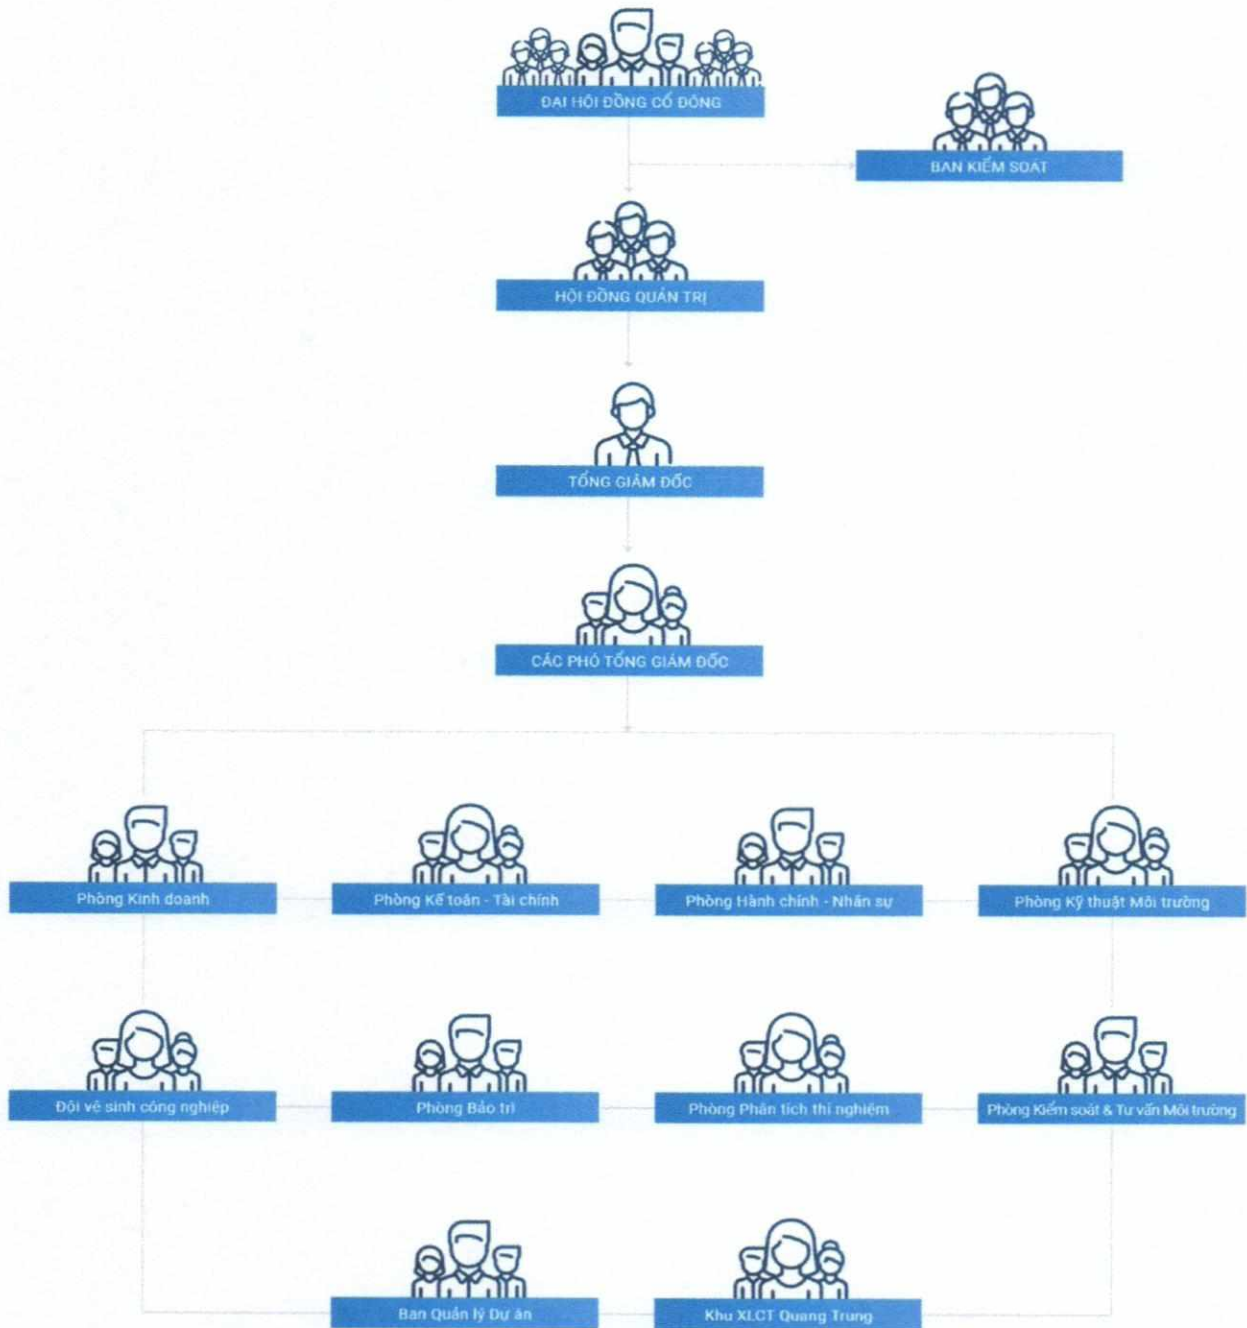 ĐẠI HỘI ĐỒNG CỔ ĐÔNG
BAN KIỂM SOÁT
HỘI ĐỒNG QUẢN TRỊ
TỔNG GIÁM ĐỐC
CÁC PHÓ TỔNG GIÁM ĐỐC
Phòng Kinh doanh
Phòng Kế toán - Tài chính
Phòng Hành chính - Nhân sự
Phòng Kỹ thuật Môi trường
Đội vệ sinh công nghiệp
Phòng Bảo trì
Phòng Phân tích thí nghiệm
Phòng Kiểm soát & Tư vấn Môi trường
Ban Quản lý Dự án
Khu XLCT Quang Trung